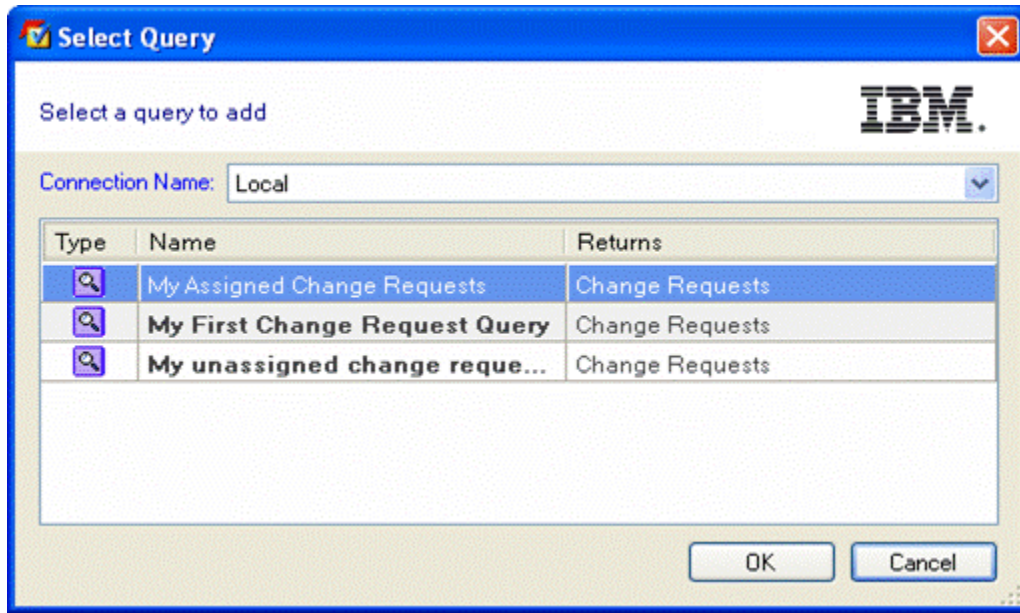 Select Query
Select a query to add
IBM.
Connection Name: Local
Type Name Returns
My Assigned Change Requests Change Requests
My First Change Request Query Change Requests
My unassigned change reque... Change Requests
OK Cancel